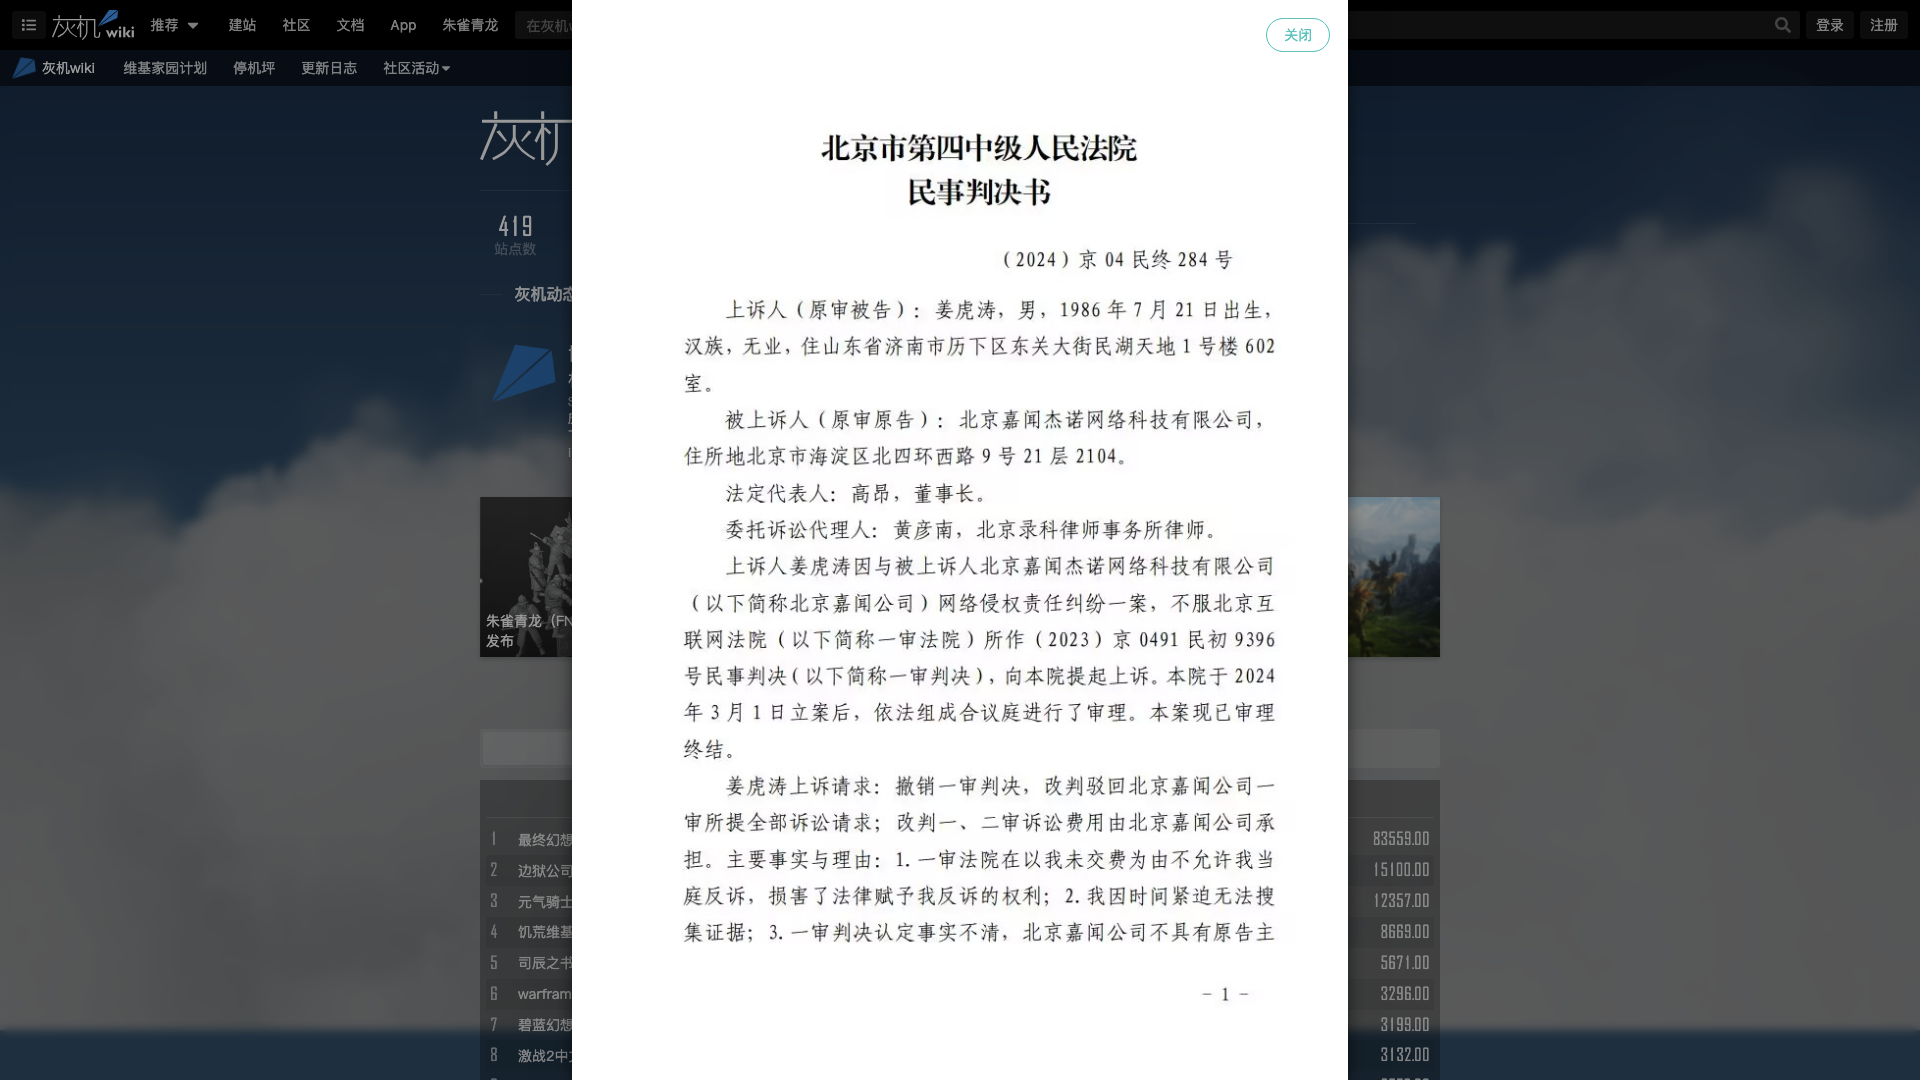 灰机wiki
推荐
建站
社区
文档
App
朱雀青龙
在灰机w
登录
注册
灰机wiki
维基家园计划
停机坪
更新日志
社区活动
关闭
灰机
419
站点数
灰机动态
朱雀青龙（FN
发布
北京市第四中级人民法院
民事判决书
（2024）京 04 民终 284 号
上诉人（原审被告）：姜虎涛，男，1986 年 7 月 21 日出生，
汉族，无业，住山东省济南市历下区东关大街民湖天地 1 号楼 602
室。
被上诉人（原审原告）：北京嘉闻杰诺网络科技有限公司，
住所地北京市海淀区北四环西路 9 号 21 层 2104。
法定代表人：高昂，董事长。
委托诉讼代理人：黄彦南，北京录科律师事务所律师。
上诉人姜虎涛因与被上诉人北京嘉闻杰诺网络科技有限公司
（以下简称北京嘉闻公司）网络侵权责任纠纷一案，不服北京互
联网法院（以下简称一审法院）所作（2023）京 0491 民初 9396
号民事判决（以下简称一审判决），向本院提起上诉。本院于 2024
年 3 月 1 日立案后，依法组成合议庭进行了审理。本案现已审理
终结。
姜虎涛上诉请求：撤销一审判决，改判驳回北京嘉闻公司一
审所提全部诉讼请求；改判一、二审诉讼费用由北京嘉闻公司承
担。主要事实与理由：1.一审法院在以我未交费为由不允许我当
庭反诉，损害了法律赋予我反诉的权利；2.我因时间紧迫无法搜
集证据；3.一审判决认定事实不清，北京嘉闻公司不具有原告主
- 1 -
1 最终幻想 83559.00
2 边狱公司 15100.00
3 元气骑士 12357.00
4 饥荒维基 8669.00
5 司辰之书 5671.00
6 warfram 3296.00
7 碧蓝幻想 3199.00
8 激战2中 3132.00